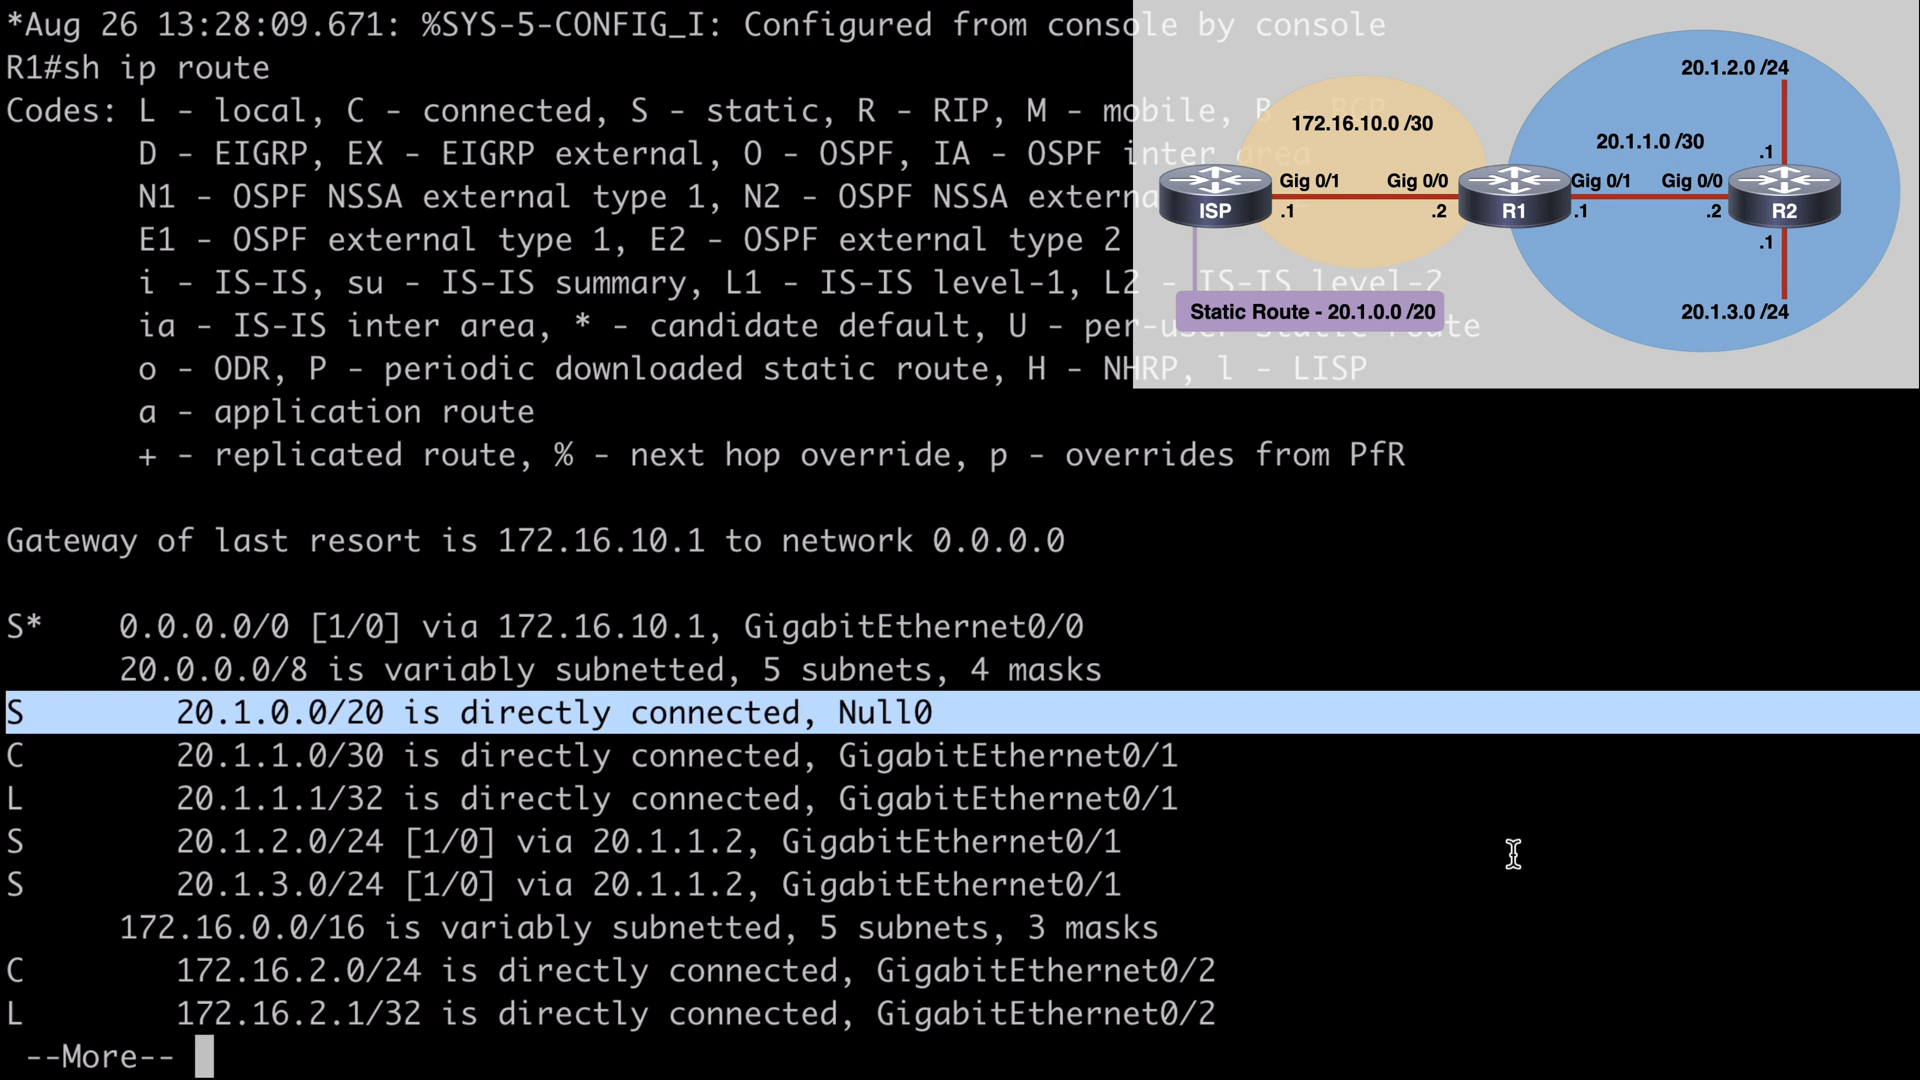 *Aug 26 13:28:09.671: %SYS-5-CONFIG_I: Configured from console by console
R1#sh ip route
Codes: L - local, C - connected, S - static, R - RIP, M - mobile, B - BGP
D - EIGRP, EX - EIGRP external, O - OSPF, IA - OSPF inter area
N1 - OSPF NSSA external type 1, N2 - OSPF NSSA externa
E1 - OSPF external type 1, E2 - OSPF external type 2
i - IS-IS, su - IS-IS summary, L1 - IS-IS level-1, L2 - IS-IS level-2
ia - IS-IS inter area, * - candidate default, U - per-user static route
o - ODR, P - periodic downloaded static route, H - NHRP, l - LISP
a - application route
+ - replicated route, % - next hop override, p - overrides from PfR
Gateway of last resort is 172.16.10.1 to network 0.0.0.0
S* 0.0.0.0/0 [1/0] via 172.16.10.1, GigabitEthernet0/0
20.0.0.0/8 is variably subnetted, 5 subnets, 4 masks
S 20.1.0.0/20 is directly connected, Null0
C 20.1.1.0/30 is directly connected, GigabitEthernet0/1
L 20.1.1.1/32 is directly connected, GigabitEthernet0/1
S 20.1.2.0/24 [1/0] via 20.1.1.2, GigabitEthernet0/1
S 20.1.3.0/24 [1/0] via 20.1.1.2, GigabitEthernet0/1
172.16.0.0/16 is variably subnetted, 5 subnets, 3 masks
C 172.16.2.0/24 is directly connected, GigabitEthernet0/2
L 172.16.2.1/32 is directly connected, GigabitEthernet0/2
--More--
20.1.2.0 /24
172.16.10.0 /30
20.1.1.0 /30
.1
Gig 0/1 Gig 0/0 Gig 0/1 Gig 0/0
ISP .1 .2 R1 .1 .2 R2
.1
Static Route - 20.1.0.0 /20
20.1.3.0 /24